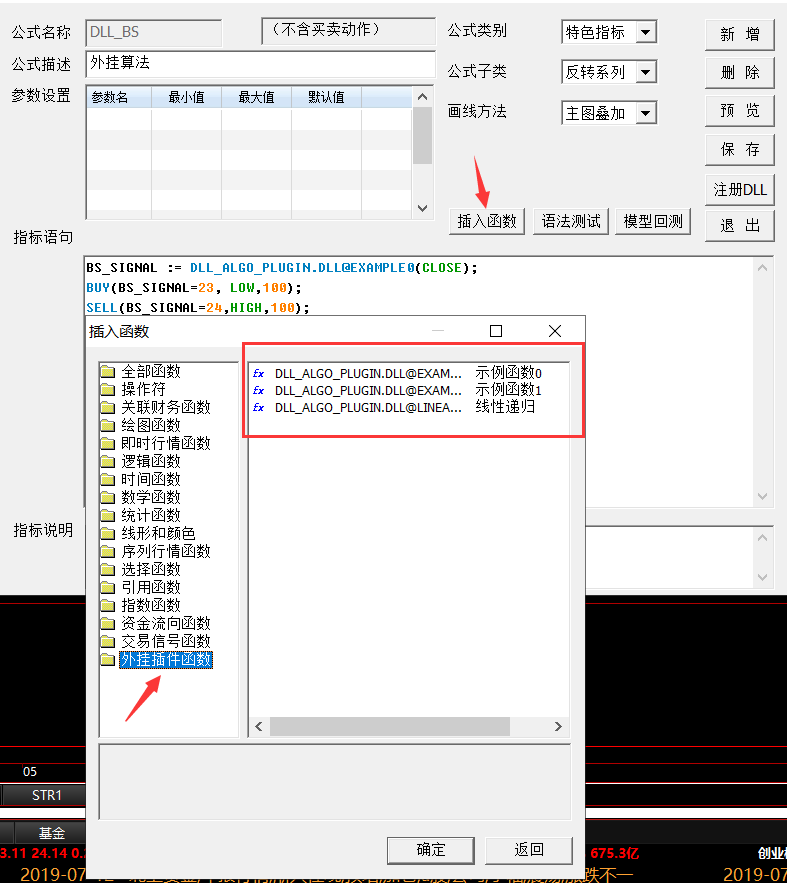 公式名称 DLL_BS （不含买卖动作） 公式类别 特色指标 新 增
公式描述 外挂算法 公式子类 反转系列 删 除
参数设置 参数名 最小值 最大值 默认值 画线方法 主图叠加 预 览
保 存
注册DLL
插入函数 语法测试 模型回测 退 出
指标语句
BS_SIGNAL := DLL_ALGO_PLUGIN.DLL@EXAMPLE0(CLOSE);
BUY(BS_SIGNAL=23, LOW,100);
SELL(BS_SIGNAL=24,HIGH,100);
插入函数
全部函数
操作符
关联财务函数
绘图函数
即时行情函数
逻辑函数
时间函数
数学函数
统计函数
线形和颜色
序列行情函数
选择函数
引用函数
指数函数
资金流向函数
交易信号函数
外挂插件函数
fx DLL_ALGO_PLUGIN.DLL@EXAM... 示例函数0
fx DLL_ALGO_PLUGIN.DLL@EXAM... 示例函数1
fx DLL_ALGO_PLUGIN.DLL@LINEA... 线性递归
指标说明
确定 返回
05
STR1
基金
3.11 24.14 675.3亿 创业
2019-07 跌不一 2019-0